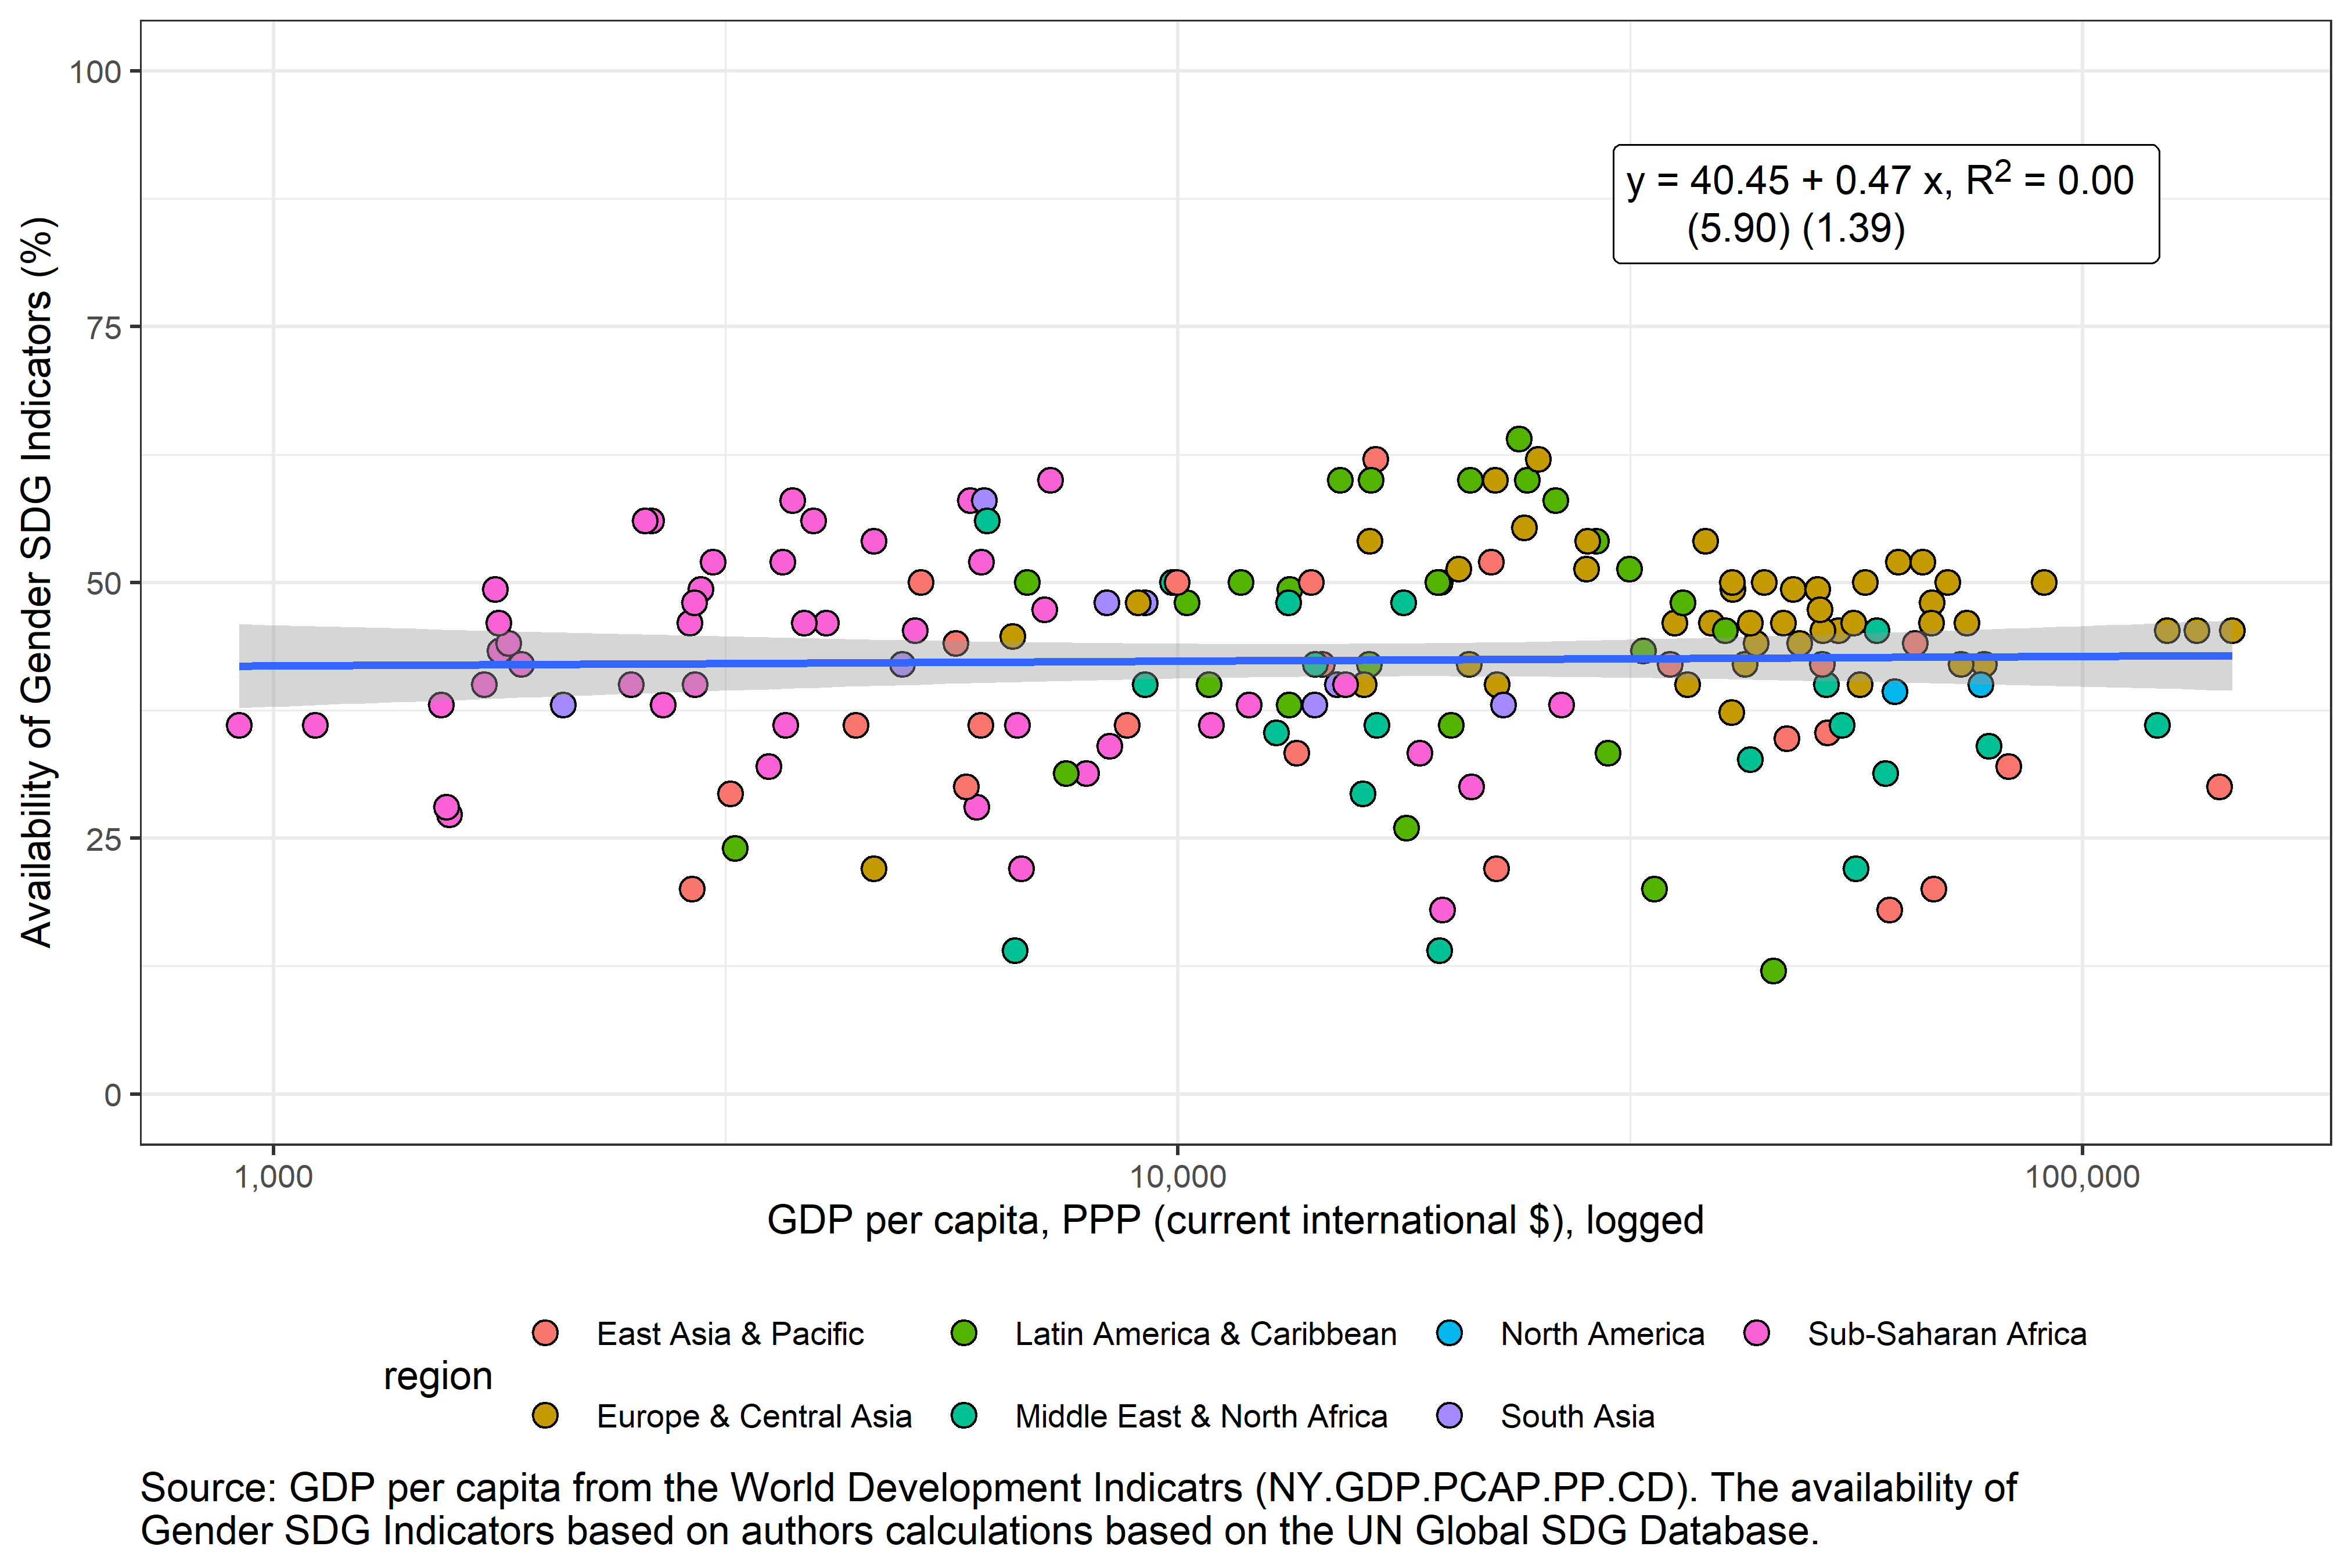 100
75
50
25
0
Availability of Gender SDG Indicators (%)
y = 40.45 + 0.47 x, R² = 0.00
(5.90) (1.39)
1,000
10,000
100,000
GDP per capita, PPP (current international $), logged
region
East Asia & Pacific
Latin America & Caribbean
North America
Sub-Saharan Africa
Europe & Central Asia
Middle East & North Africa
South Asia
Source: GDP per capita from the World Development Indicatrs (NY.GDP.PCAP.PP.CD). The availability of
Gender SDG Indicators based on authors calculations based on the UN Global SDG Database.